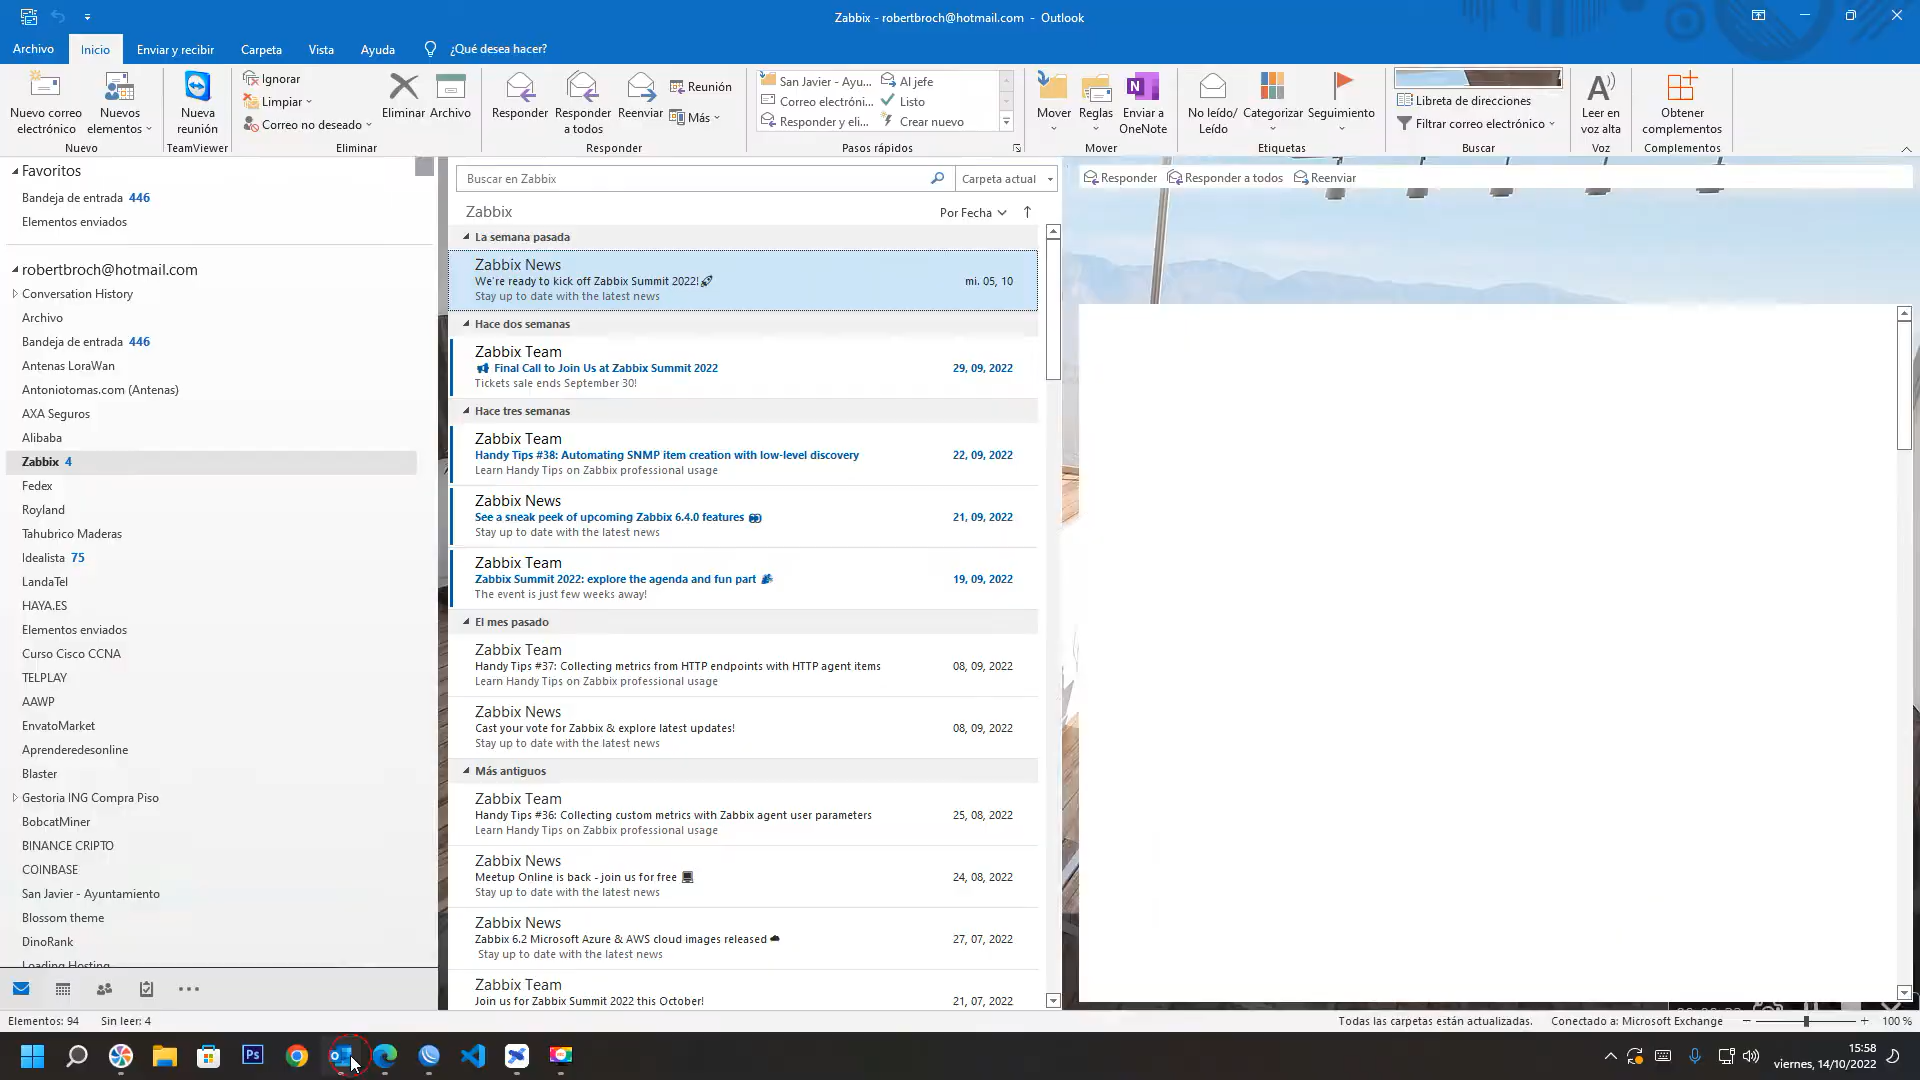 Zabbix - robertbroch@hotmail.com - Outlook
Archivo
Inicio
Enviar y recibir
Carpeta
Vista
Ayuda
¿Qué desea hacer?
Nuevo correo electrónico
Nuevos elementos
Nuevo
Nueva reunión
TeamViewer
Ignorar
Limpiar
Correo no deseado
Eliminar
Archivo
Eliminar
Responder
Responder a todos
Reenviar
Reunión
Más
Responder
San Javier - Ayu...
Correo electróni...
Responder y eli...
Al jefe
Listo
Crear nuevo
Pasos rápidos
Mover
Reglas
Enviar a OneNote
Mover
No leído/ Leído
Categorizar
Seguimiento
Etiquetas
Libreta de direcciones
Filtrar correo electrónico
Buscar
Leer en voz alta
Voz
Obtener complementos
Complementos
Favoritos
Bandeja de entrada 446
Elementos enviados
robertbroch@hotmail.com
Conversation History
Archivo
Bandeja de entrada 446
Antenas LoraWan
Antoniotomas.com (Antenas)
AXA Seguros
Alibaba
Zabbix 4
Fedex
Royland
Tahubrico Maderas
Idealista 75
LandaTel
HAYA.ES
Elementos enviados
Curso Cisco CCNA
TELPLAY
AAWP
EnvatoMarket
Aprenderedesonline
Blaster
Gestoria ING Compra Piso
BobcatMiner
BINANCE CRIPTO
COINBASE
San Javier - Ayuntamiento
Blossom theme
DinoRank
Loading Hosting
Buscar en Zabbix
Carpeta actual
Zabbix
Por Fecha
La semana pasada
Zabbix News
We're ready to kick off Zabbix Summit 2022! mi. 05, 10
Stay up to date with the latest news
Hace dos semanas
Zabbix Team
Final Call to Join Us at Zabbix Summit 2022 29, 09, 2022
Tickets sale ends September 30!
Hace tres semanas
Zabbix Team
Handy Tips #38: Automating SNMP item creation with low-level discovery 22, 09, 2022
Learn Handy Tips on Zabbix professional usage
Zabbix News
See a sneak peek of upcoming Zabbix 6.4.0 features 21, 09, 2022
Stay up to date with the latest news
Zabbix Team
Zabbix Summit 2022: explore the agenda and fun part 19, 09, 2022
The event is just few weeks away!
El mes pasado
Zabbix Team
Handy Tips #37: Collecting metrics from HTTP endpoints with HTTP agent items 08, 09, 2022
Learn Handy Tips on Zabbix professional usage
Zabbix News
Cast your vote for Zabbix & explore latest updates! 08, 09, 2022
Stay up to date with the latest news
Más antiguos
Zabbix Team
Handy Tips #36: Collecting custom metrics with Zabbix agent user parameters 25, 08, 2022
Learn Handy Tips on Zabbix professional usage
Zabbix News
Meetup Online is back - join us for free 24, 08, 2022
Stay up to date with the latest news
Zabbix News
Zabbix 6.2 Microsoft Azure & AWS cloud images released 27, 07, 2022
Stay up to date with the latest news
Zabbix Team
Join us for Zabbix Summit 2022 this October! 21, 07, 2022
Responder
Responder a todos
Reenviar
Elementos: 94
Sin leer: 4
Todas las carpetas están actualizadas.
Conectado a: Microsoft Exchange
100 %
Ps
15:58
viernes, 14/10/2022